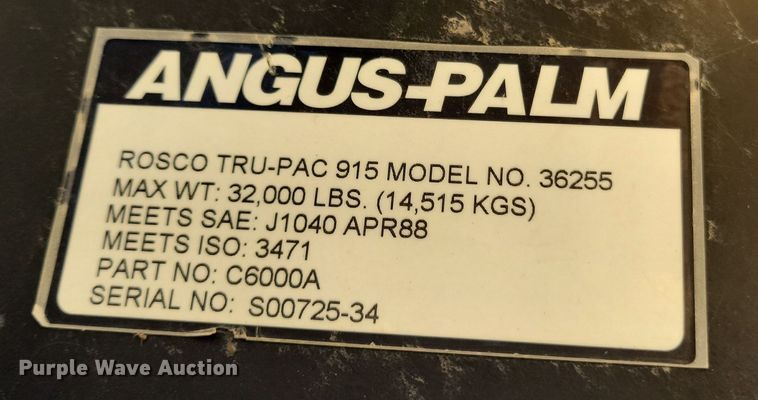 ANGUS-PALM
ROSCO TRU-PAC 915 MODEL NO. 36255
MAX WT: 32,000 LBS. (14,515 KGS)
MEETS SAE: J1040 APR88
MEETS ISO: 3471
PART NO: C6000A
SERIAL NO: S00725-34
Purple Wave Auction